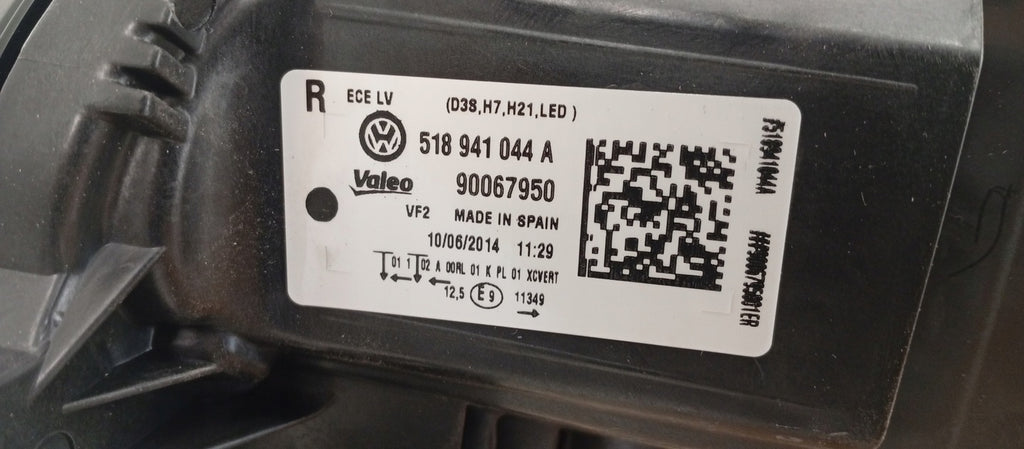 R ECE LV (D3S,H7,H21,LED )
518 941 044 A
Valeo 90067950
VF2 MADE IN SPAIN
10/06/2014 11:29
01 1 02 A 00RL 01 K PL 01 XCVERT
12,5 E9 11349